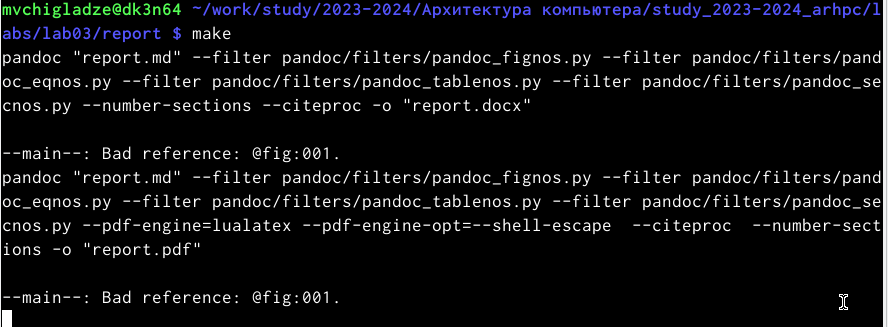 mvchigladze@dk3n64 ~/work/study/2023-2024/Архитектура компьютера/study_2023-2024_arhpc/l
abs/lab03/report $ make
pandoc "report.md" --filter pandoc/filters/pandoc_fignos.py --filter pandoc/filters/pand
oc_eqnos.py --filter pandoc/filters/pandoc_tablenos.py --filter pandoc/filters/pandoc_se
cnos.py --number-sections --citeproc -o "report.docx"
--main--: Bad reference: @fig:001.
pandoc "report.md" --filter pandoc/filters/pandoc_fignos.py --filter pandoc/filters/pand
oc_eqnos.py --filter pandoc/filters/pandoc_tablenos.py --filter pandoc/filters/pandoc_se
cnos.py --pdf-engine=lualatex --pdf-engine-opt=--shell-escape  --citeproc  --number-sect
ions -o "report.pdf"
--main--: Bad reference: @fig:001.